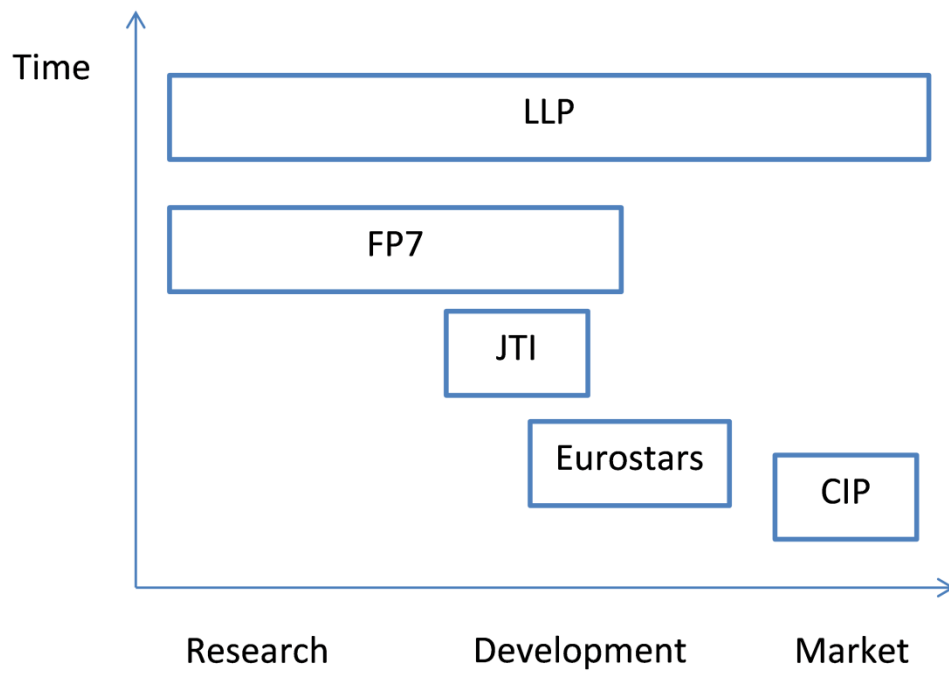 Time
LLP
FP7
JTI
Eurostars
CIP
Research Development Market